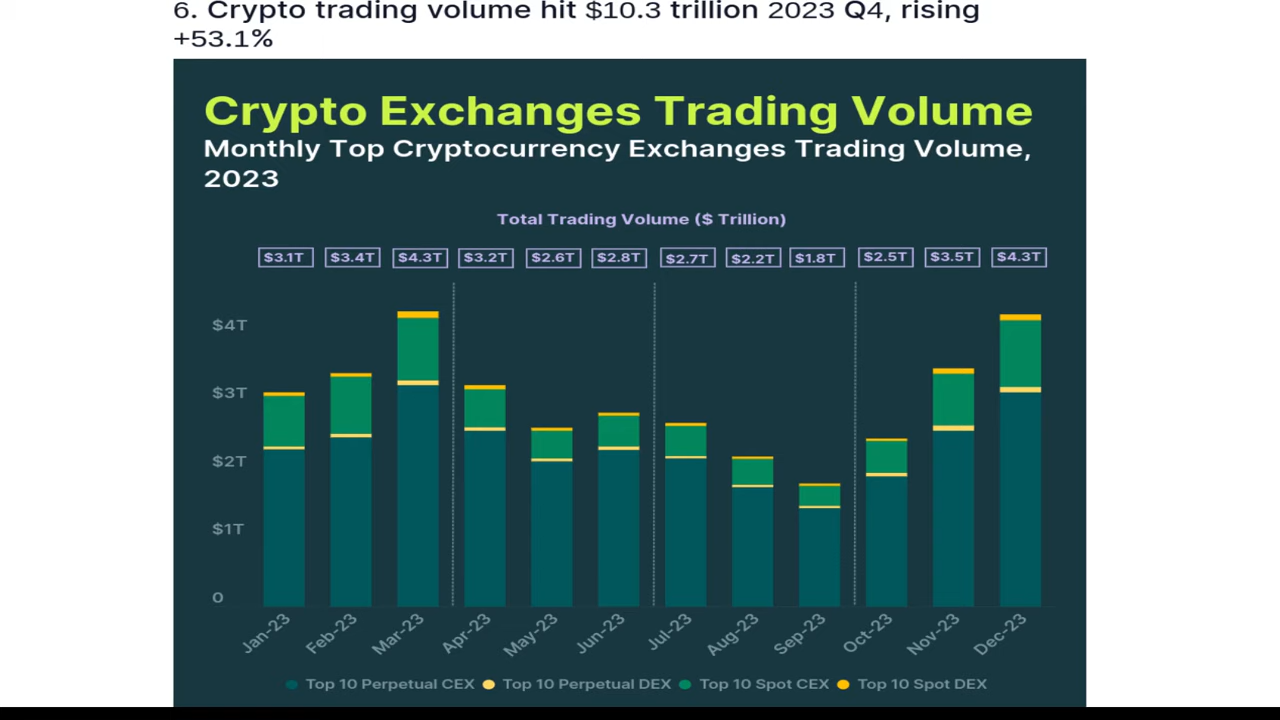 6. Crypto trading volume hit $10.3 trillion 2023 Q4, rising
+53.1%
Crypto Exchanges Trading Volume
Monthly Top Cryptocurrency Exchanges Trading Volume,
2023
Total Trading Volume ($ Trillion)
$3.1T $3.4T $4.3T $3.2T $2.6T $2.8T $2.7T $2.2T $1.8T $2.5T $3.5T $4.3T
$4T
$3T
$2T
$1T
0
Jan-23 Feb-23 Mar-23 Apr-23 May-23 Jun-23 Jul-23 Aug-23 Sep-23 Oct-23 Nov-23 Dec-23
Top 10 Perpetual CEX Top 10 Perpetual DEX Top 10 Spot CEX Top 10 Spot DEX